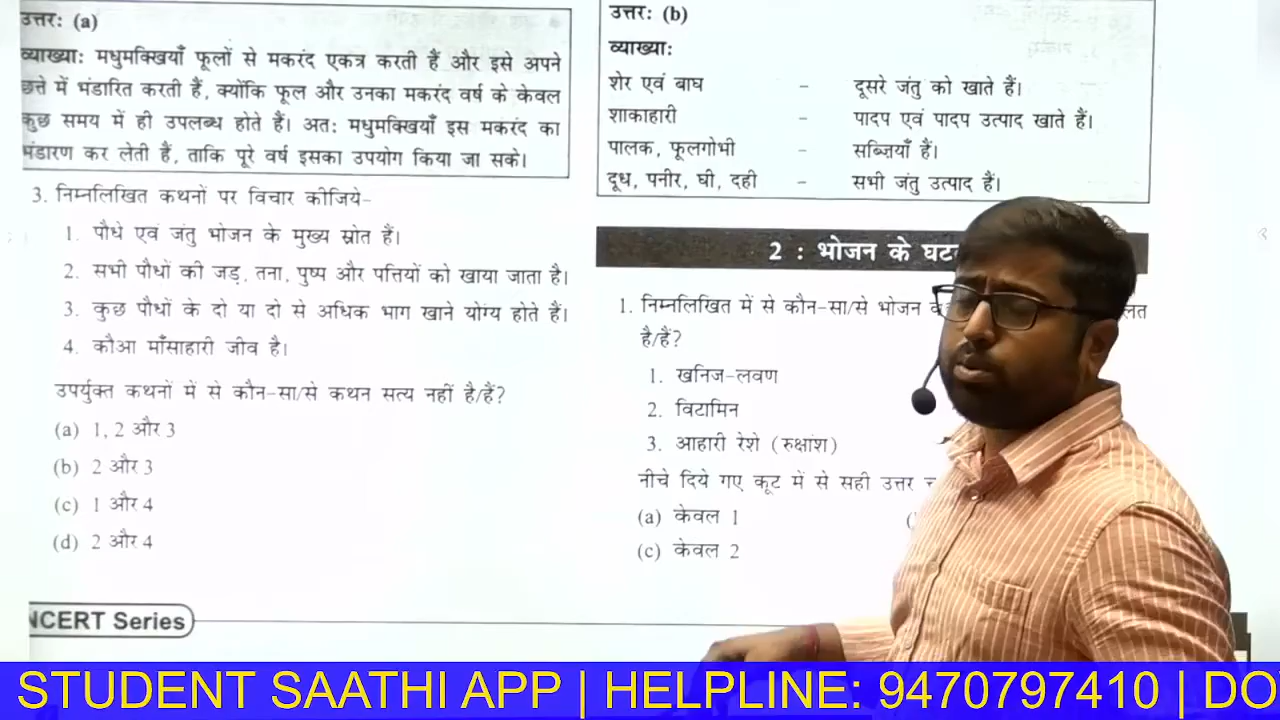 उत्तरः (a)
व्याख्याः मधुमक्खियाँ फूलों से मकरंद एकत्र करती हैं और इसे अपने
छत्ते में भंडारित करती हैं, क्योंकि फूल और उनका मकरंद वर्ष के केवल
कुछ समय में ही उपलब्ध होते हैं। अतः मधुमक्खियाँ इस मकरंद का
भंडारण कर लेती हैं, ताकि पूरे वर्ष इसका उपयोग किया जा सके।
3. निम्नलिखित कथनों पर विचार कीजिये-
1. पौधे एवं जंतु भोजन के मुख्य स्रोत हैं।
2. सभी पौधों की जड़, तना, पुष्प और पत्तियों को खाया जाता है।
3. कुछ पौधों के दो या दो से अधिक भाग खाने योग्य होते हैं।
4. कौआ माँसाहारी जीव है।
उपर्युक्त कथनों में से कौन-सा/से कथन सत्य नहीं है/हैं?
(a) 1, 2 और 3
(b) 2 और 3
(c) 1 और 4
(d) 2 और 4
NCERT Series
उत्तरः (b)
व्याख्याः
शेर एवं बाघ – दूसरे जंतु को खाते हैं।
शाकाहारी – पादप एवं पादप उत्पाद खाते हैं।
पालक, फूलगोभी – सब्ज़ियाँ हैं।
दूध, पनीर, घी, दही – सभी जंतु उत्पाद हैं।
2 : भोजन के
1. निम्नलिखित में से कौन-सा/से भोजन
है/हैं?
1. खनिज-लवण
2. विटामिन
3. आहारी रेशे (रुक्षांश)
नीचे दिये गए कूट में से सही उत्तर
(a) केवल 1
(c) केवल 2
STUDENT SAATHI APP | HELPLINE: 9470797410 | DO